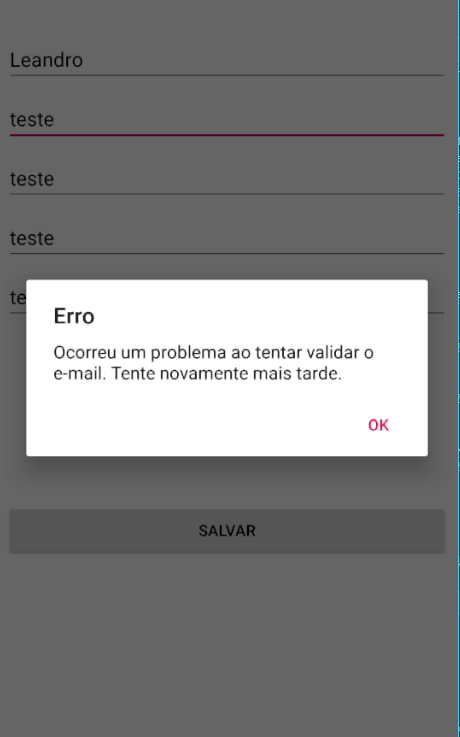 Leandro
teste
teste
teste
te
Erro
Ocorreu um problema ao tentar validar o
e-mail. Tente novamente mais tarde.
OK
SALVAR